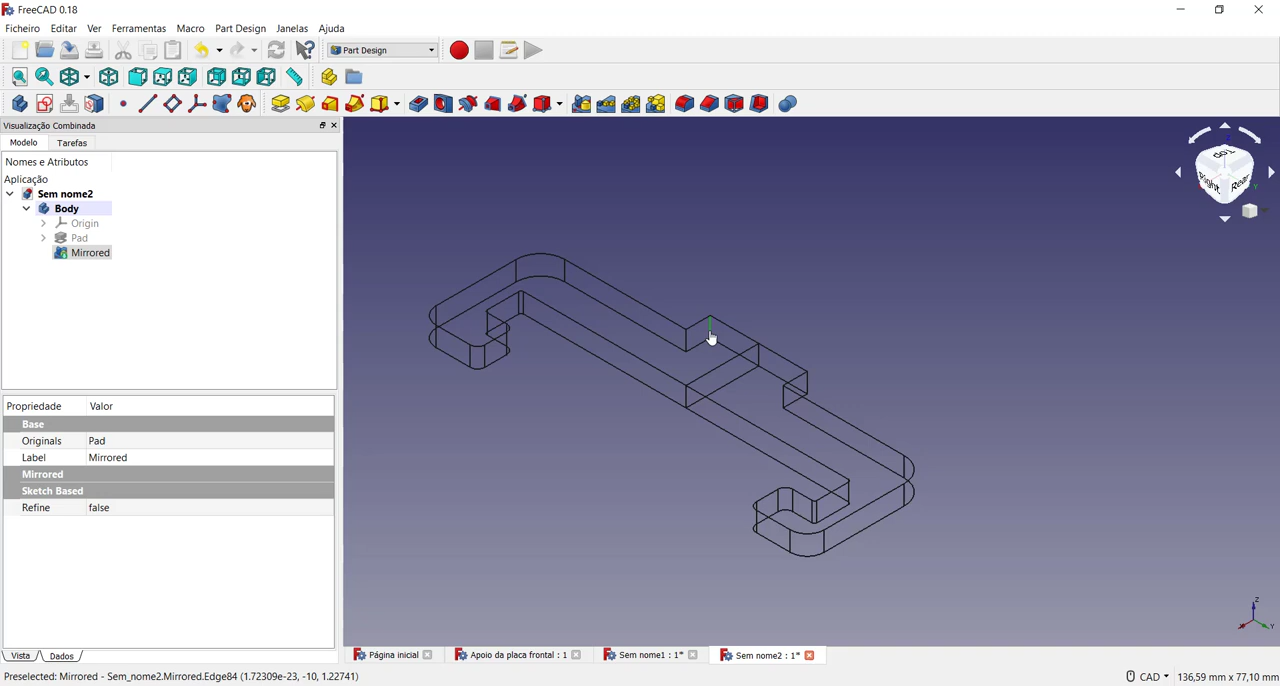 FreeCAD 0.18
Ficheiro Editar Ver Ferramentas Macro Part Design Janelas Ajuda
Part Design
Visualização Combinada
Modelo Tarefas
Nomes e Atributos
Aplicação
Sem nome2
Body
Origin
Pad
Mirrored
Propriedade Valor
Base
Originals Pad
Label Mirrored
Mirrored
Sketch Based
Refine false
Vista Dados
Top
Right Rear
Z
X Y
Página inicial Apoio da placa frontal : 1 Sem nome1 : 1* Sem nome2 : 1*
Preselected: Mirrored - Sem_nome2.Mirrored.Edge84 (1.72309e-23, -10, 1.22741) CAD 136,59 mm x 77,10 mm